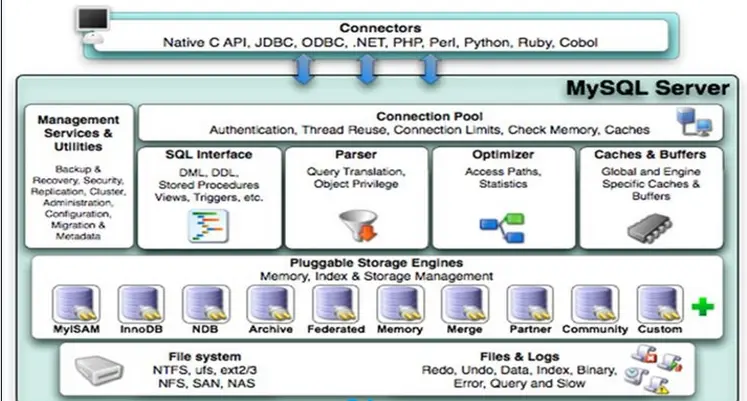 Connectors
Native C API, JDBC, ODBC, .NET, PHP, Perl, Python, Ruby, Cobol
MySQL Server
Management
Services &
Utilities
Backup &
Recovery, Security,
Replication, Cluster,
Administration,
Configuration,
Migration &
Metadata
Connection Pool
Authentication, Thread Reuse, Connection Limits, Check Memory, Caches
SQL Interface
DML, DDL,
Stored Procedures
Views, Triggers, etc.
Parser
Query Translation,
Object Privilege
Optimizer
Access Paths,
Statistics
Caches & Buffers
Global and Engine
Specific Caches &
Buffers
Pluggable Storage Engines
Memory, Index & Storage Management
MyISAM InnoDB NDB Archive Federated Memory Merge Partner Community Custom
File system
NTFS, ufs, ext2/3
NFS, SAN, NAS
Files & Logs
Redo, Undo, Data, Index, Binary,
Error, Query and Slow